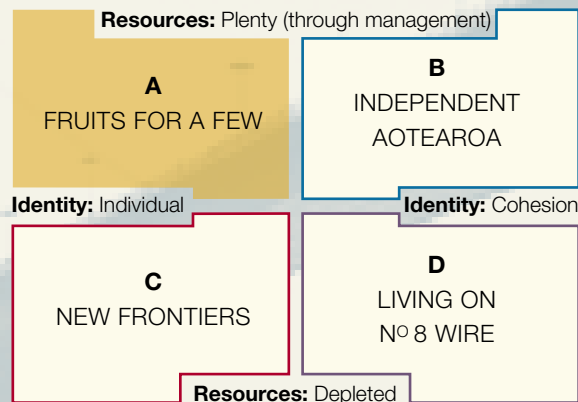 Resources: Plenty (through management)
A
FRUITS FOR A FEW
B
INDEPENDENT
AOTEAROA
Identity: Individual
Identity: Cohesion
C
NEW FRONTIERS
D
LIVING ON
Nº 8 WIRE
Resources: Depleted